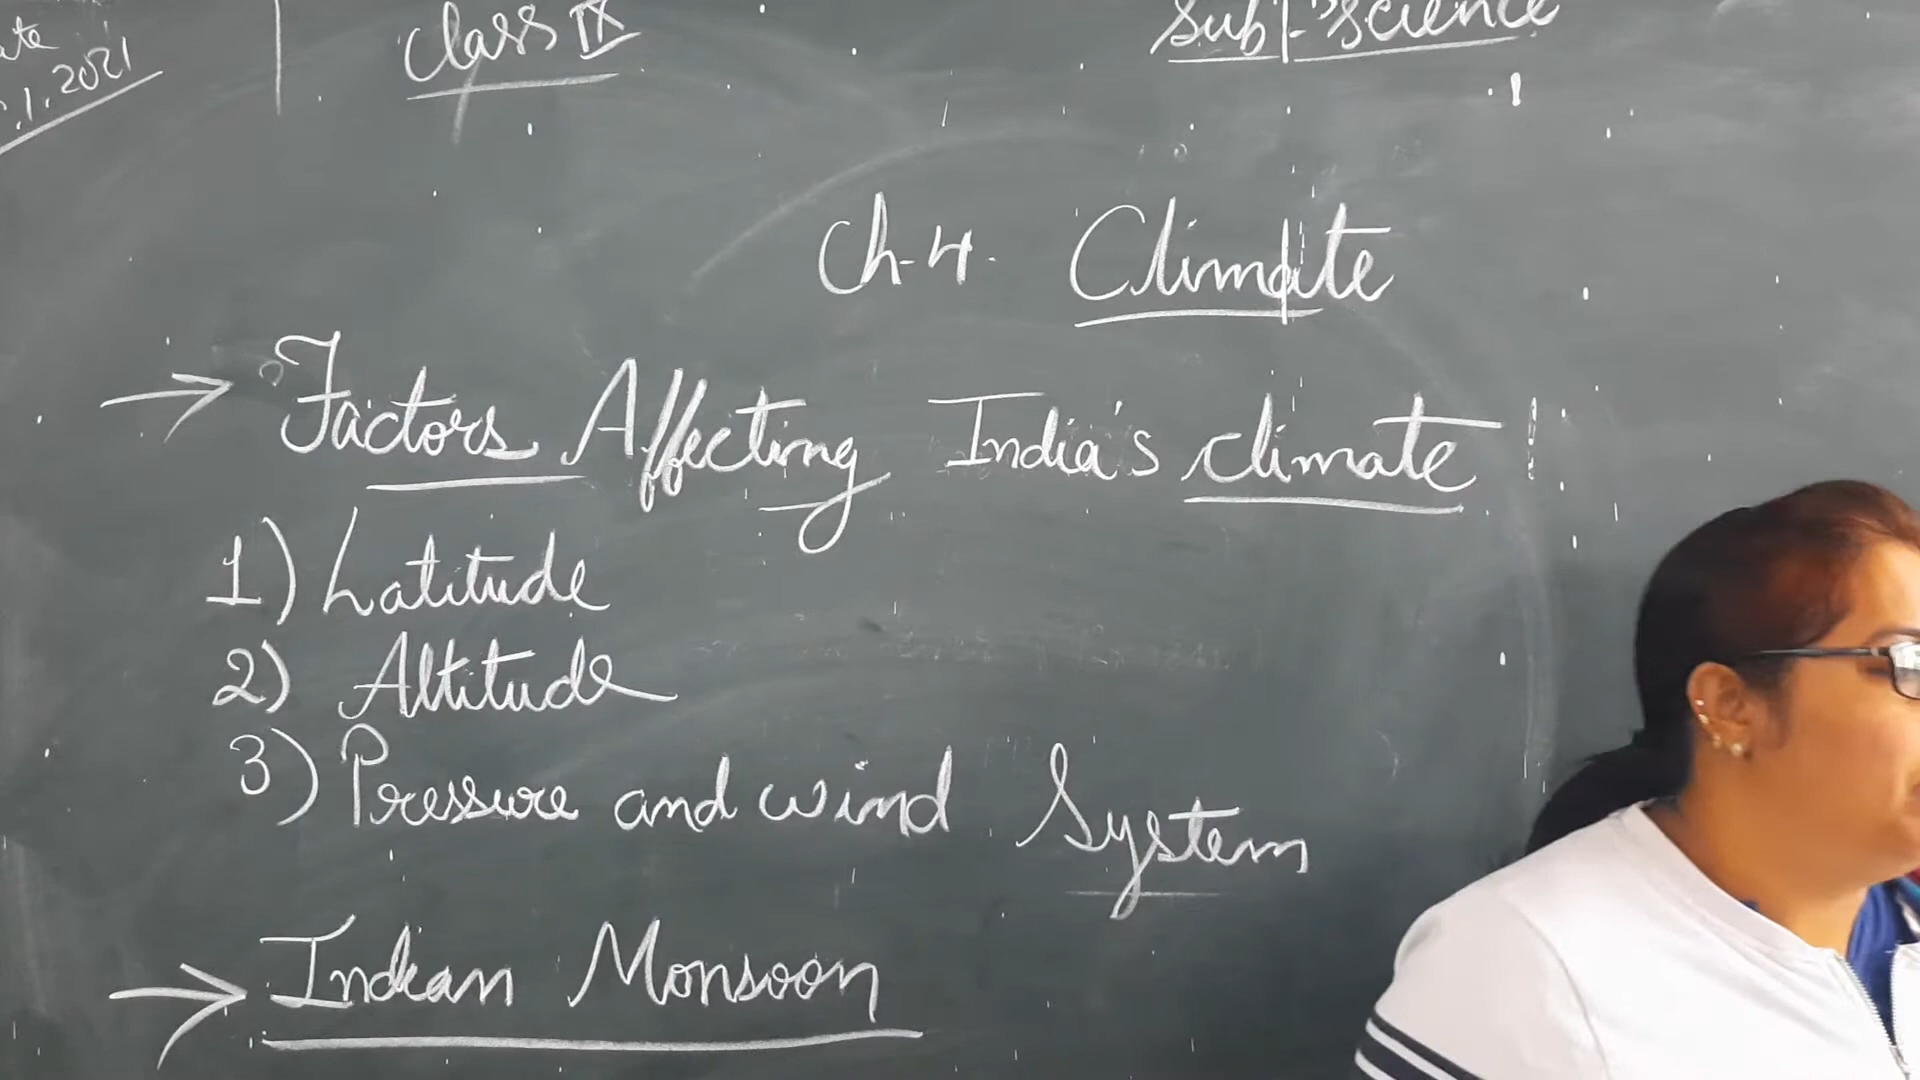 Class IX
Sub:- Science
.1.2021
Ch-4. Climate
→ Factors Affecting India's climate
1) Latitude
2) Altitude
3) Pressure and wind System
→ Indian Monsoon